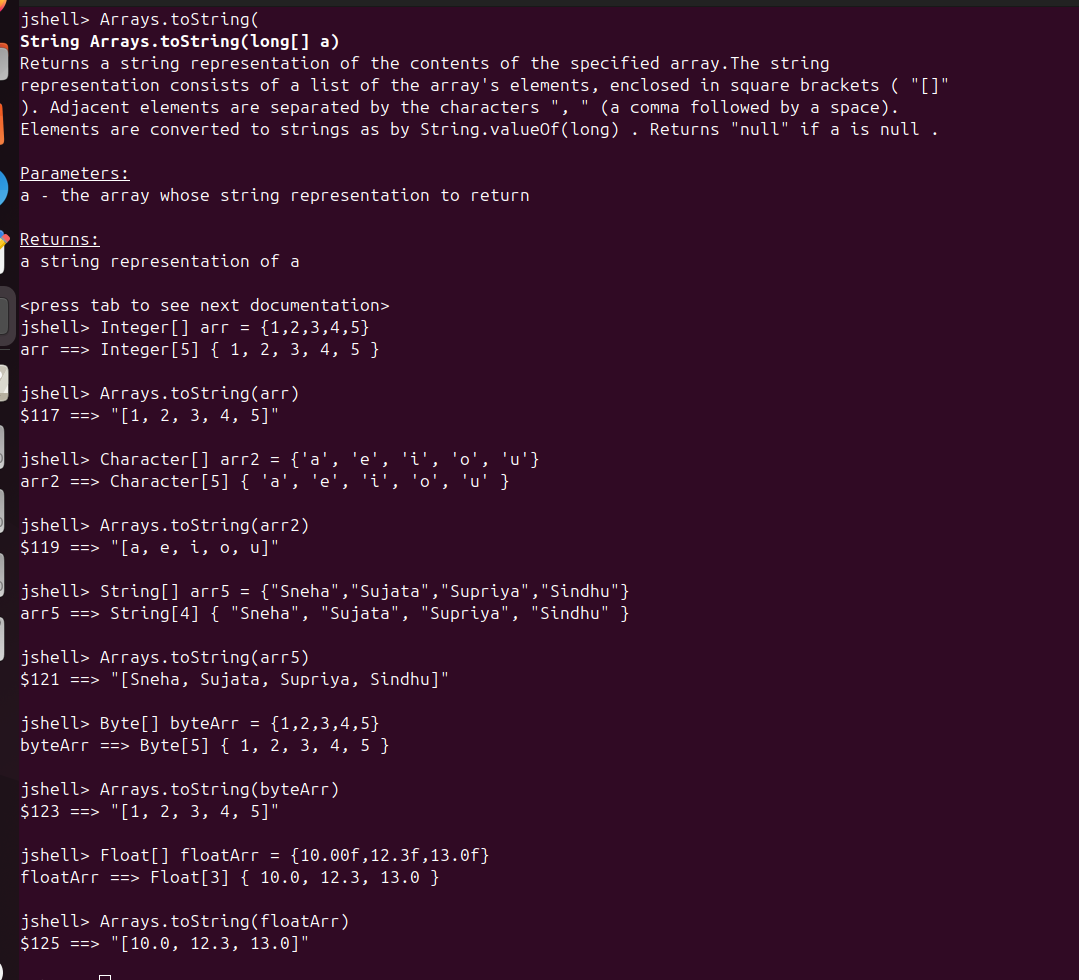 jshell> Arrays.toString(
String Arrays.toString(long[] a)
Returns a string representation of the contents of the specified array.The string
representation consists of a list of the array's elements, enclosed in square brackets ( "[]"
). Adjacent elements are separated by the characters ", " (a comma followed by a space).
Elements are converted to strings as by String.valueOf(long) . Returns "null" if a is null .
Parameters:
a - the array whose string representation to return
Returns:
a string representation of a
<press tab to see next documentation>
jshell> Integer[] arr = {1,2,3,4,5}
arr ==> Integer[5] { 1, 2, 3, 4, 5 }
jshell> Arrays.toString(arr)
$117 ==> "[1, 2, 3, 4, 5]"
jshell> Character[] arr2 = {'a', 'e', 'i', 'o', 'u'}
arr2 ==> Character[5] { 'a', 'e', 'i', 'o', 'u' }
jshell> Arrays.toString(arr2)
$119 ==> "[a, e, i, o, u]"
jshell> String[] arr5 = {"Sneha","Sujata","Supriya","Sindhu"}
arr5 ==> String[4] { "Sneha", "Sujata", "Supriya", "Sindhu" }
jshell> Arrays.toString(arr5)
$121 ==> "[Sneha, Sujata, Supriya, Sindhu]"
jshell> Byte[] byteArr = {1,2,3,4,5}
byteArr ==> Byte[5] { 1, 2, 3, 4, 5 }
jshell> Arrays.toString(byteArr)
$123 ==> "[1, 2, 3, 4, 5]"
jshell> Float[] floatArr = {10.00f,12.3f,13.0f}
floatArr ==> Float[3] { 10.0, 12.3, 13.0 }
jshell> Arrays.toString(floatArr)
$125 ==> "[10.0, 12.3, 13.0]"